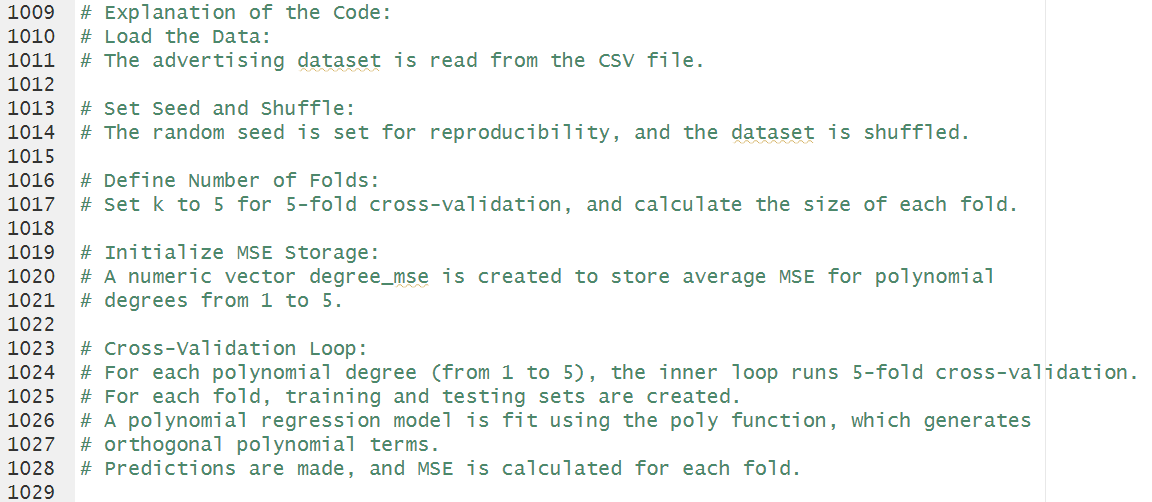 1009 # Explanation of the Code:
1010 # Load the Data:
1011 # The advertising dataset is read from the CSV file.
1012
1013 # Set Seed and Shuffle:
1014 # The random seed is set for reproducibility, and the dataset is shuffled.
1015
1016 # Define Number of Folds:
1017 # Set k to 5 for 5-fold cross-validation, and calculate the size of each fold.
1018
1019 # Initialize MSE Storage:
1020 # A numeric vector degree_mse is created to store average MSE for polynomial
1021 # degrees from 1 to 5.
1022
1023 # Cross-Validation Loop:
1024 # For each polynomial degree (from 1 to 5), the inner loop runs 5-fold cross-validation.
1025 # For each fold, training and testing sets are created.
1026 # A polynomial regression model is fit using the poly function, which generates
1027 # orthogonal polynomial terms.
1028 # Predictions are made, and MSE is calculated for each fold.
1029